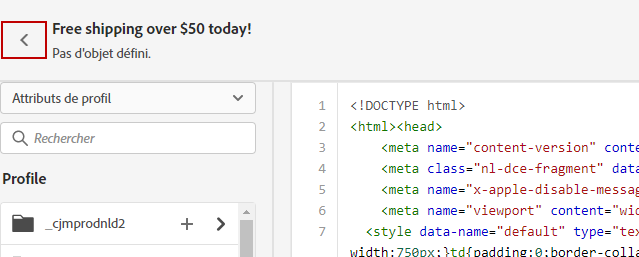 Free shipping over $50 today!
Pas d'objet défini.
Attributs de profil
Rechercher
Profile
_cjmprodnld2
1 <!DOCTYPE html>
2 <html><head>
3 <meta name="content-version" conte
4 <meta class="nl-dce-fragment" data
5 <meta name="x-apple-disable-messag
6 <meta name="viewport" content="wid
7 <style data-name="default" type="tex
width:750px;}td{padding:0;border-colla